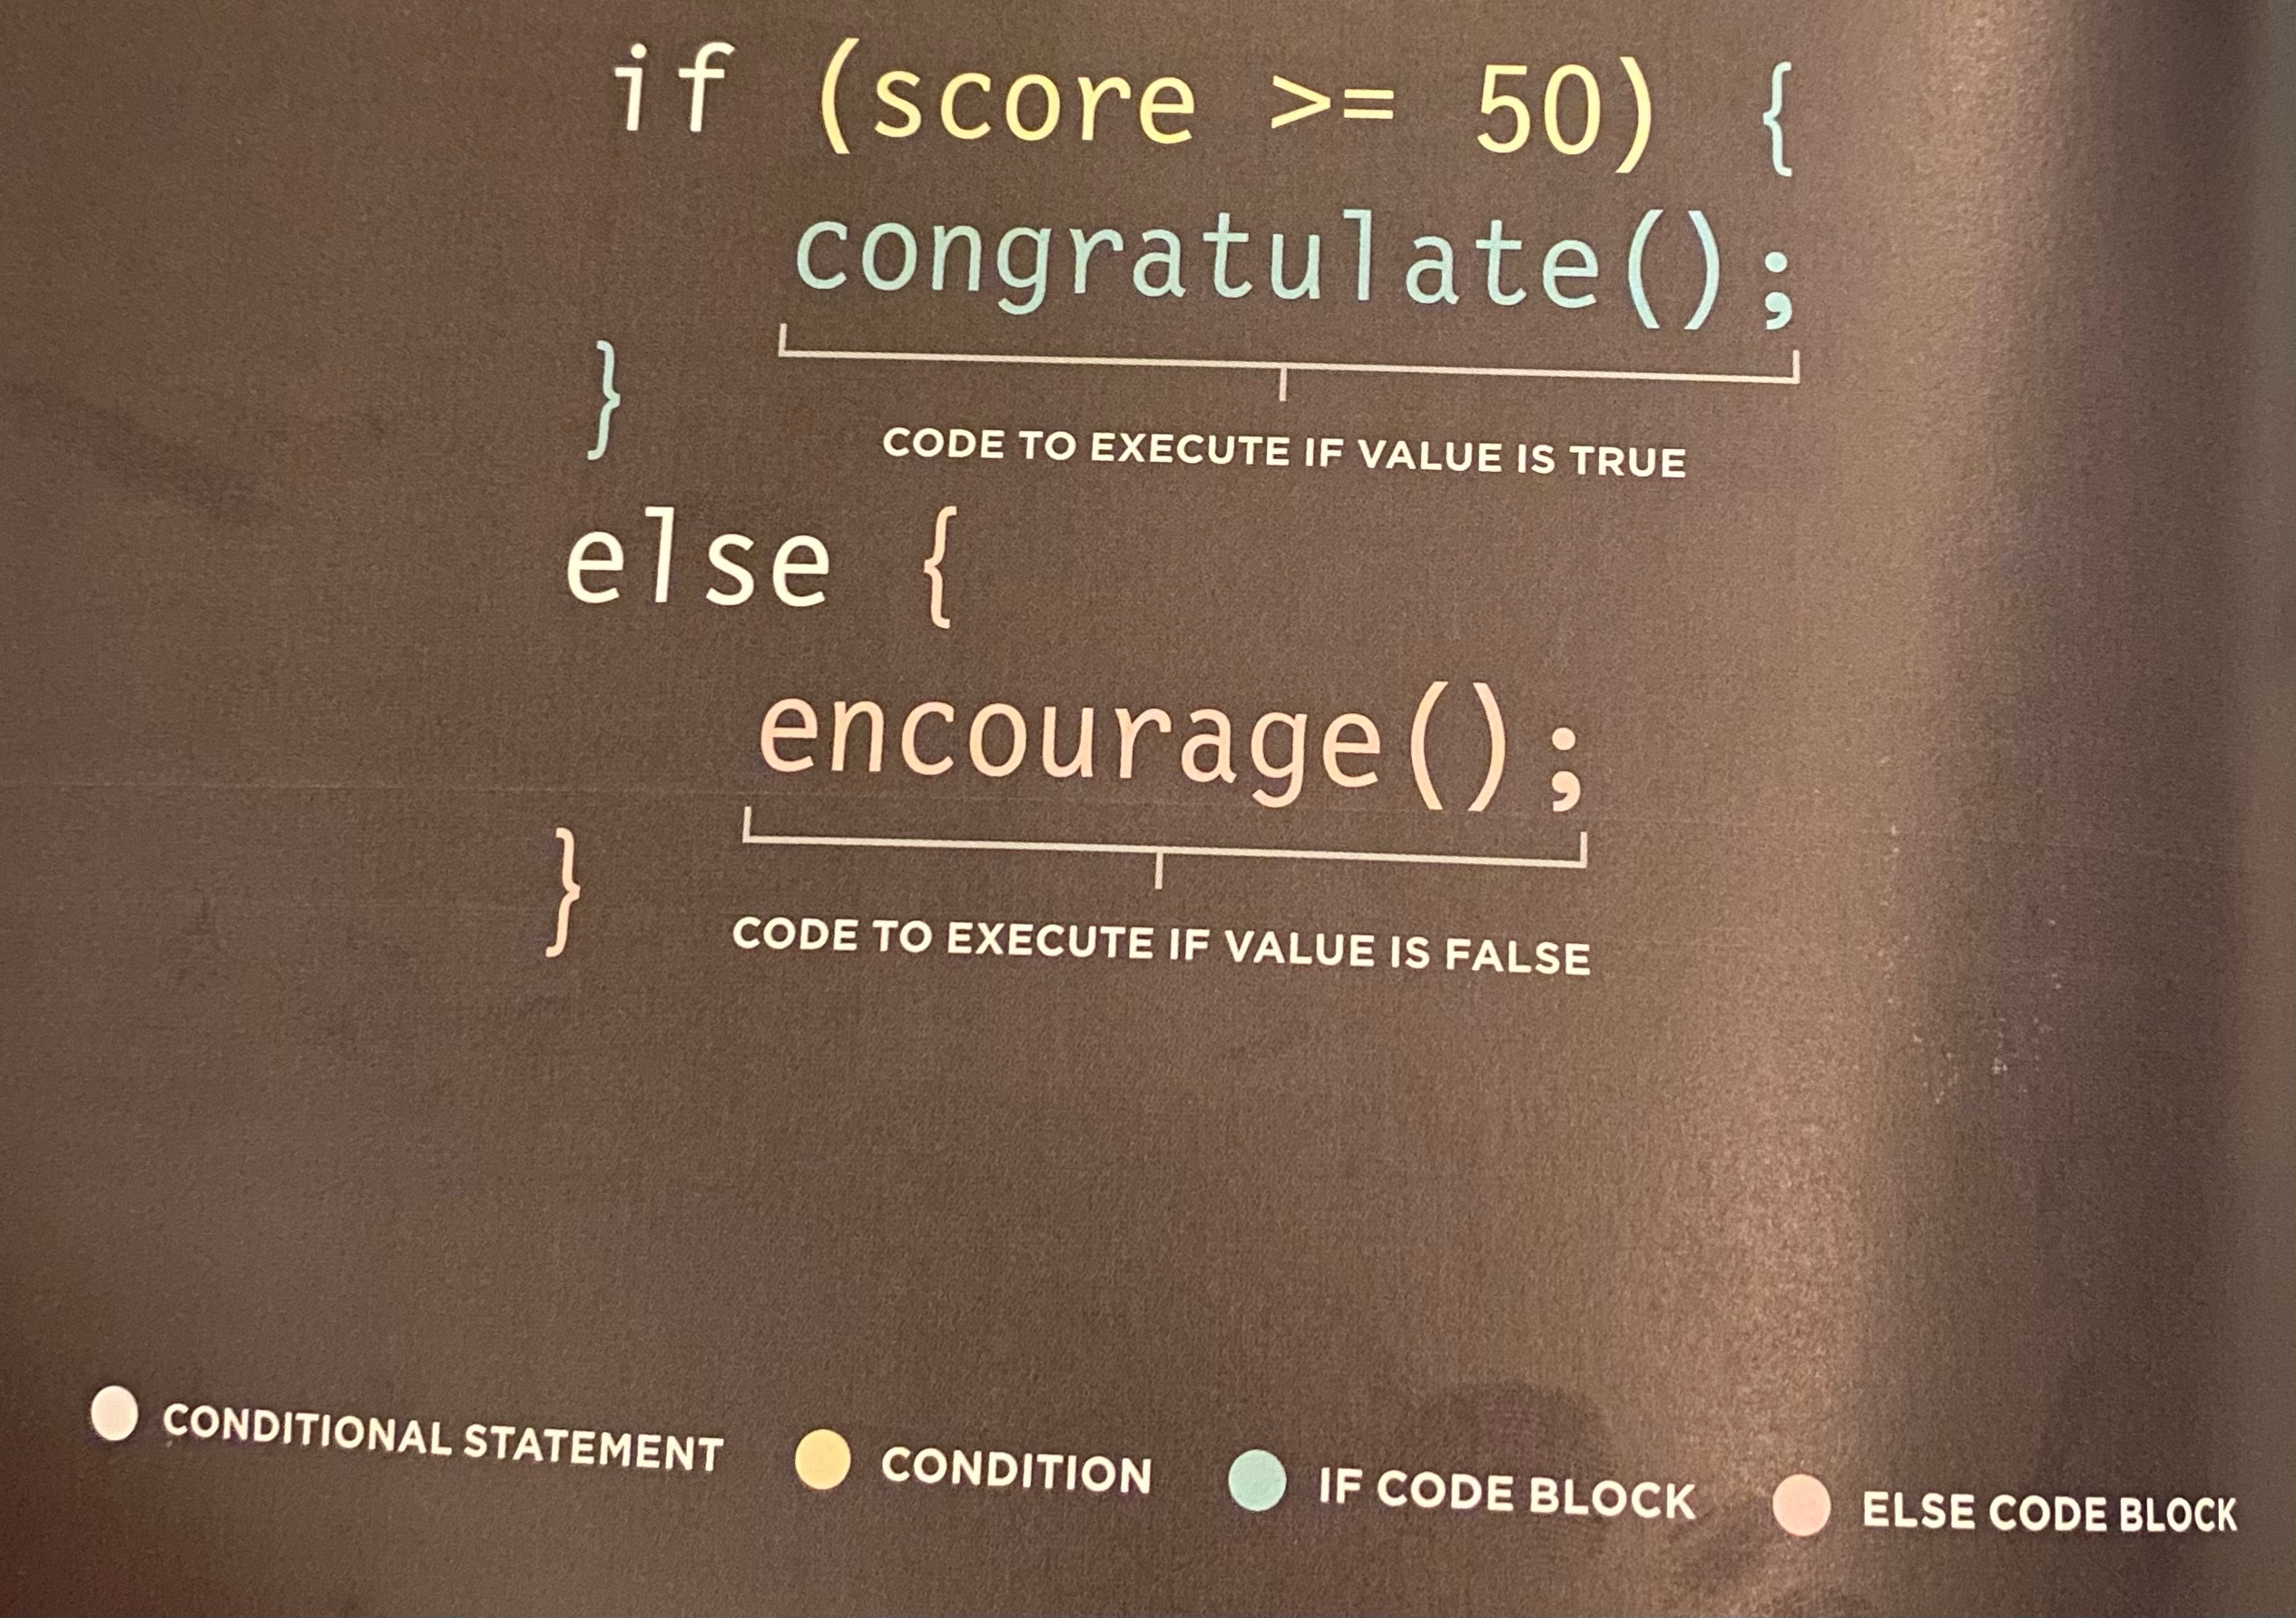 if (score >= 50) {
congratulate();
}
CODE TO EXECUTE IF VALUE IS TRUE
else {
encourage();
}
CODE TO EXECUTE IF VALUE IS FALSE
CONDITIONAL STATEMENT CONDITION IF CODE BLOCK ELSE CODE BLOCK